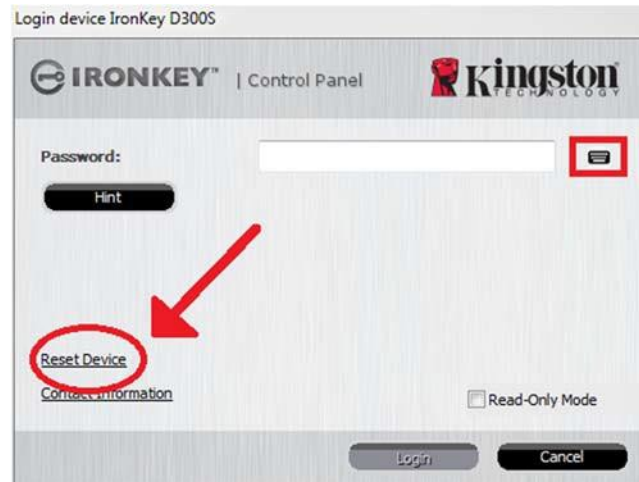 Login device IronKey D300S
IRONKEY™ | Control Panel
Kingston
TECHNOLOGY
Password:
Hint
Reset Device
Contact Information
Read-Only Mode
Login
Cancel